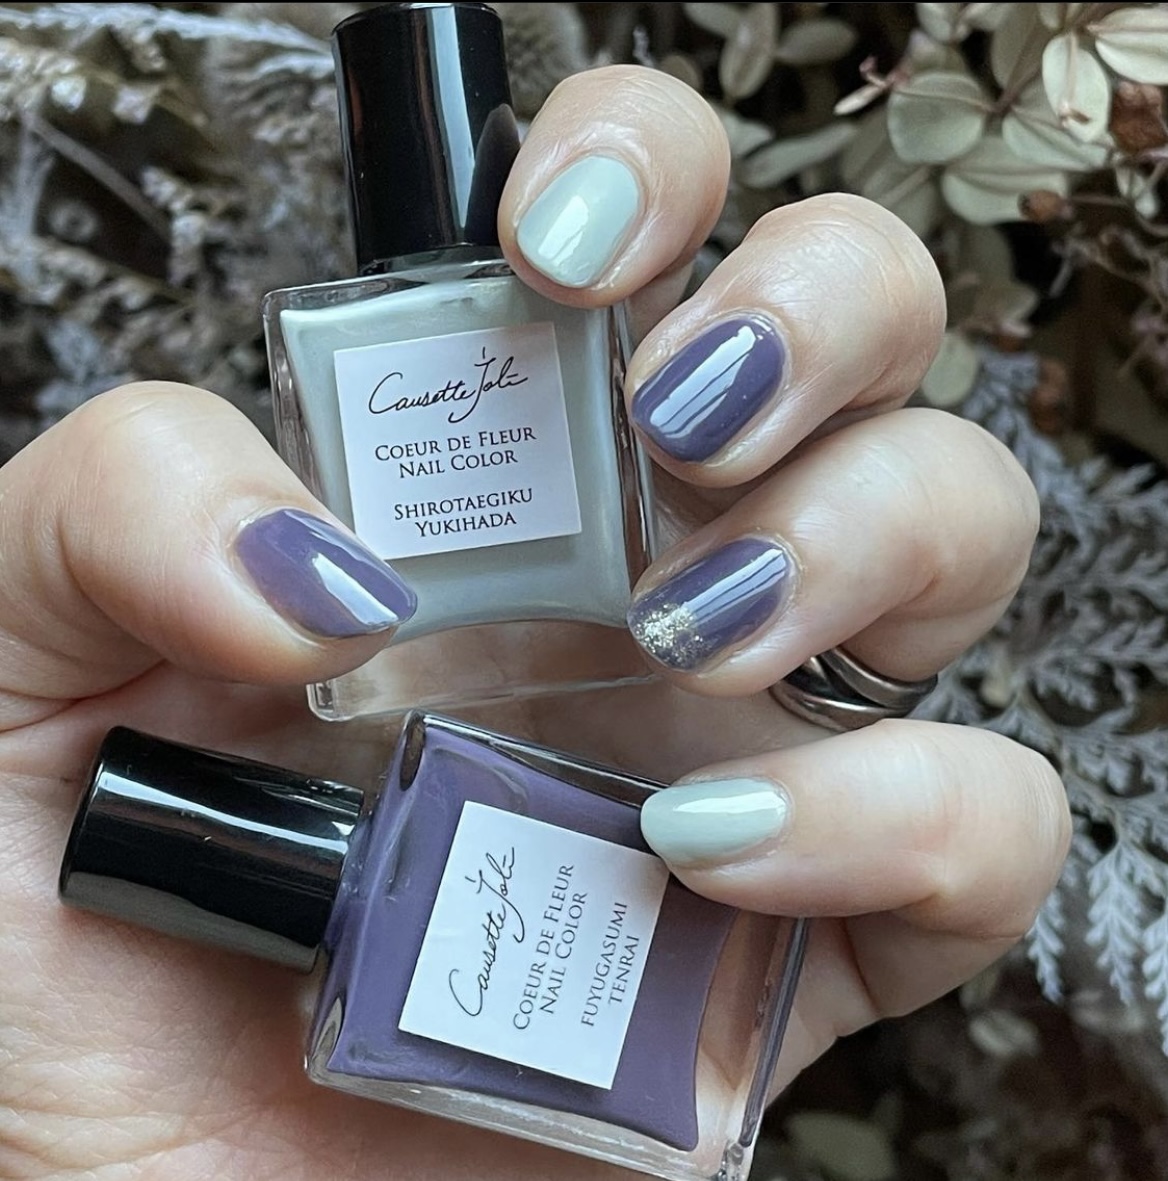 Causette Joli
COEUR DE FLEUR
NAIL COLOR
SHIROTAEGIKU
YUKIHADA
Causette Joli
COEUR DE FLEUR
NAIL COLOR
FUYUGASUMI
TENRAI